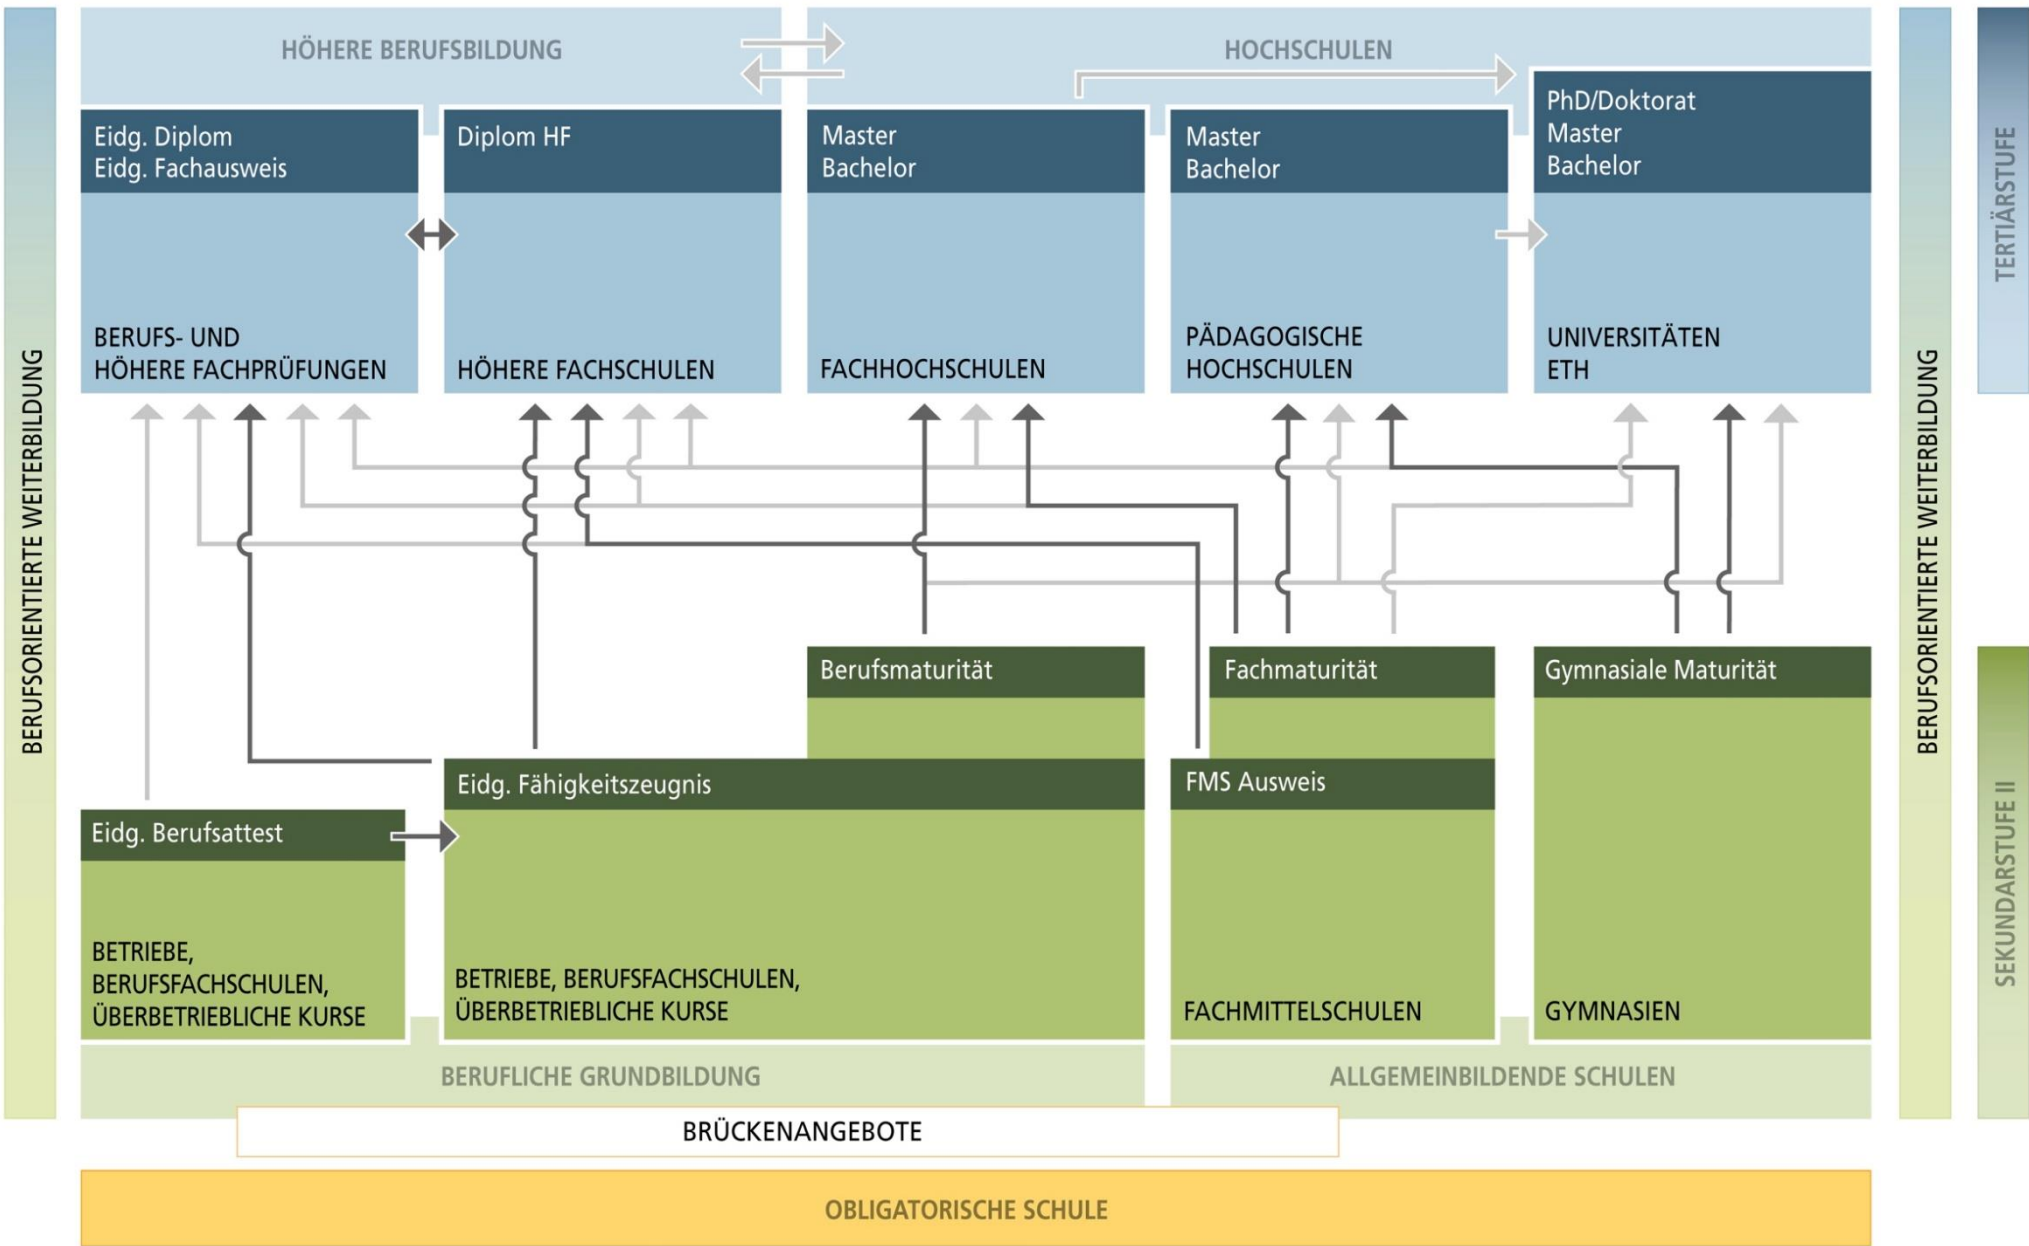 HÖHERE BERUFSBILDUNG
HOCHSCHULEN
Eidg. Diplom
Eidg. Fachausweis
BERUFS- UND
HÖHERE FACHPRÜFUNGEN
Diplom HF
HÖHERE FACHSCHULEN
Master
Bachelor
FACHHOCHSCHULEN
Master
Bachelor
PÄDAGOGISCHE
HOCHSCHULEN
PhD/Doktorat
Master
Bachelor
UNIVERSITÄTEN
ETH
BERUFSORIENTIERTE WEITERBILDUNG
BERUFSORIENTIERTE WEITERBILDUNG
TERTIÄRSTUFE
SEKUNDARSTUFE II
Berufsmaturität
Fachmaturität
Gymnasiale Maturität
Eidg. Fähigkeitszeugnis
FMS Ausweis
Eidg. Berufsattest
BETRIEBE,
BERUFSFACHSCHULEN,
ÜBERBETRIEBLICHE KURSE
BETRIEBE, BERUFSFACHSCHULEN,
ÜBERBETRIEBLICHE KURSE
FACHMITTELSCHULEN
GYMNASIEN
BERUFLICHE GRUNDBILDUNG
ALLGEMEINBILDENDE SCHULEN
BRÜCKENANGEBOTE
OBLIGATORISCHE SCHULE